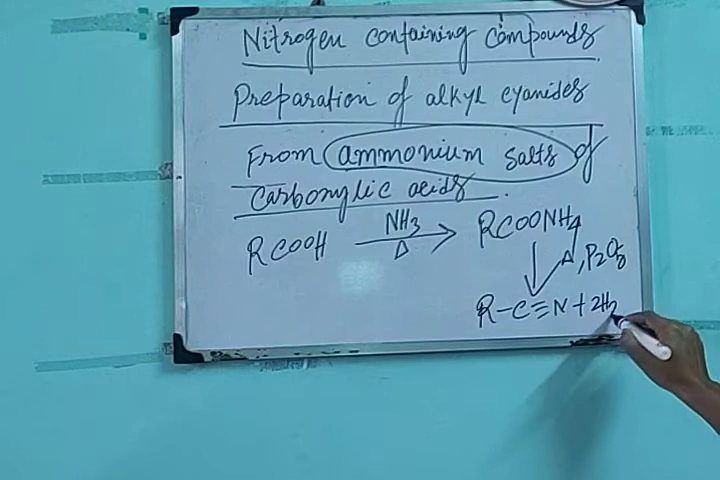 Nitrogen containing compounds
Preparation of alkyl cyanides
From ammonium salts of
carboxylic acids.
RCOOH NH3 Δ → RCOONH4
Δ, P2O5
R-C≡N + 2H2